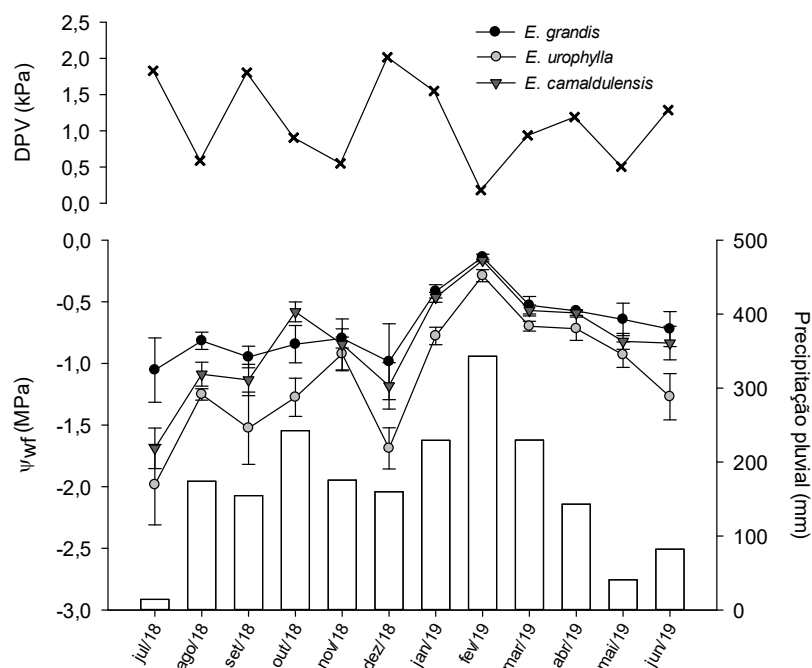 2,5
2,0
1,5
1,0
0,5
0,0
DPV (kPa)
E. grandis
E. urophylla
E. camaldulensis
0,0
-0,5
-1,0
-1,5
-2,0
-2,5
-3,0
Ψwf (MPa)
500
400
300
200
100
0
Precipitação pluvial (mm)
jul/18
ago/18
set/18
out/18
nov/18
dez/18
jan/19
fev/19
mar/19
abr/19
mai/19
jun/19